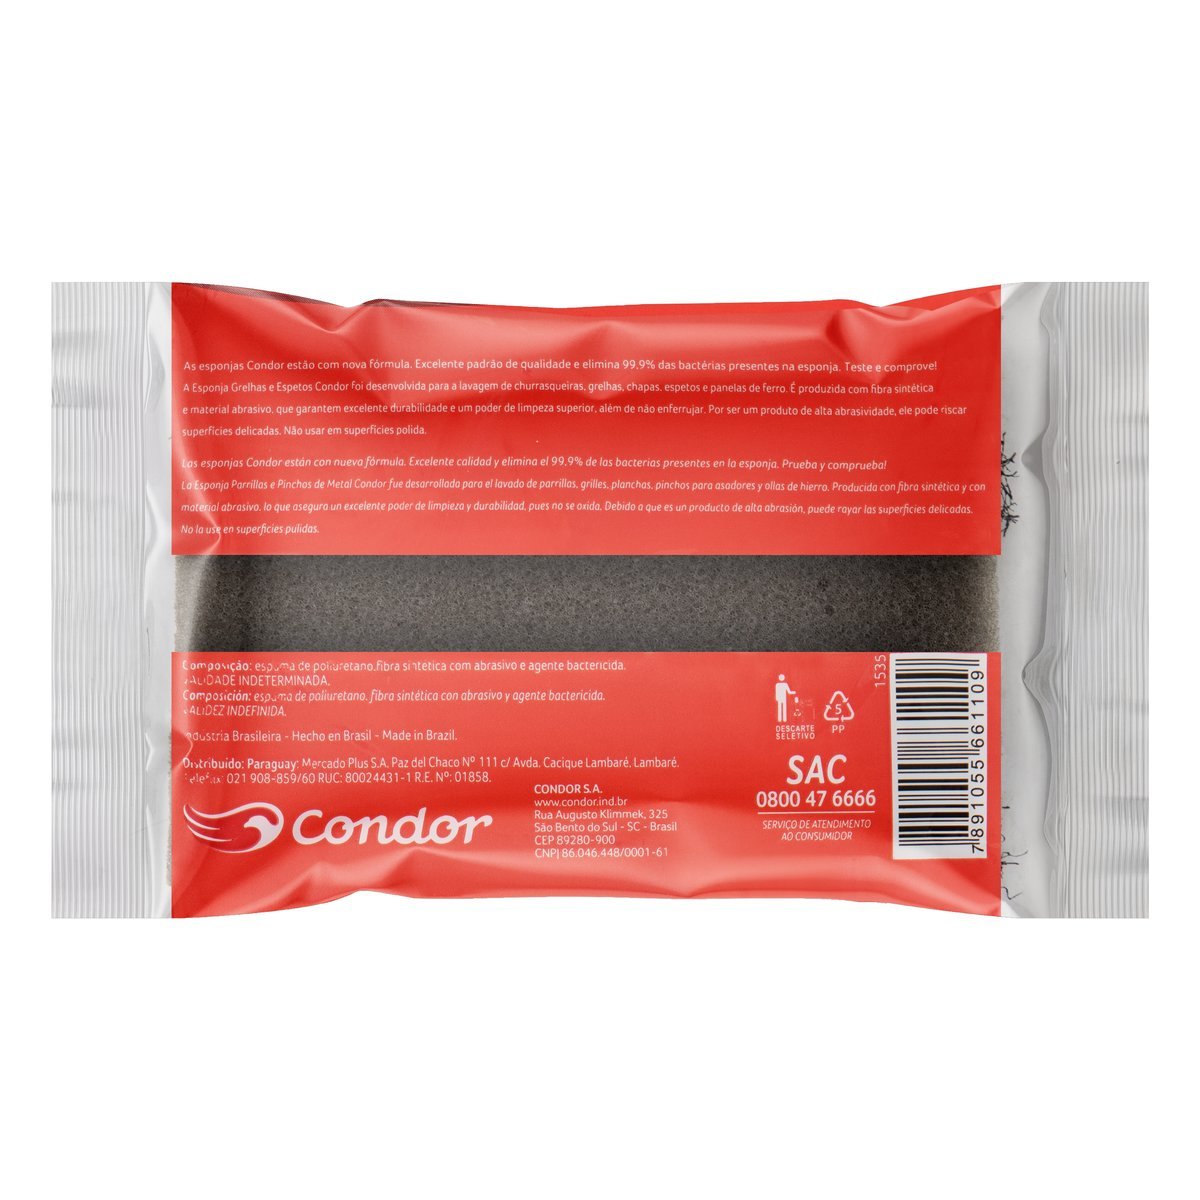 As esponjas Condor estão com nova fórmula. Excelente padrão de qualidade e elimina 99.9% das bactérias presentes na esponja. Teste e comprove!
A Esponja Grelhas e Espetos Condor foi desenvolvida para a lavagem de churrasqueiras, grelhas, chapas, espetos e panelas de ferro. É produzida com fibra sintética
e material abrasivo, que garantem excelente durabilidade e um poder de limpeza superior, além de não enferrujar. Por ser um produto de alta abrasividade, ele pode riscar
superfícies delicadas. Não usar em superfícies polida.
Las esponjas Condor están con nueva fórmula. Excelente calidad y elimina el 99.9% de las bacterias presentes en la esponja. Prueba y comprueba!
La Esponja Parrillas e Pinchos de Metal Condor fue desarrollada para el lavado de parrillas, grilles, planchas, pinchos para asadores y ollas de hierro. Producida con fibra sintética y con
material abrasivo, lo que asegura un excelente poder de limpieza y durabilidad, pues no se oxida. Debido a que es un producto de alta abrasión, puede rayar las superficies delicadas.
No la use en superficies pulidas.
Composição: espuma de poliuretano,fibra sintética com abrasivo e agente bactericida.
VALIDADE INDETERMINADA.
Composición: espuma de poliuretano, fibra sintética con abrasivo y agente bactericida.
VALIDEZ INDEFINIDA.
Indústria Brasileira - Hecho en Brasil - Made in Brazil.
Distribuido: Paraguay: Mercado Plus S.A. Paz del Chaco Nº 111 c/ Avda. Cacique Lambaré. Lambaré.
Telefax: 021 908-859/60 RUC: 80024431-1 R.E. Nº: 01858.
Condor
CONDOR S.A.
www.condor.ind.br
Rua Augusto Klimmek, 325
São Bento do Sul - SC - Brasil
CEP 89280-900
CNPJ 86.046.448/0001-61
DESCARTE
SELETIVO
5
PP
SAC
0800 47 6666
SERVIÇO DE ATENDIMENTO
AO CONSUMIDOR
1535
7891055661109